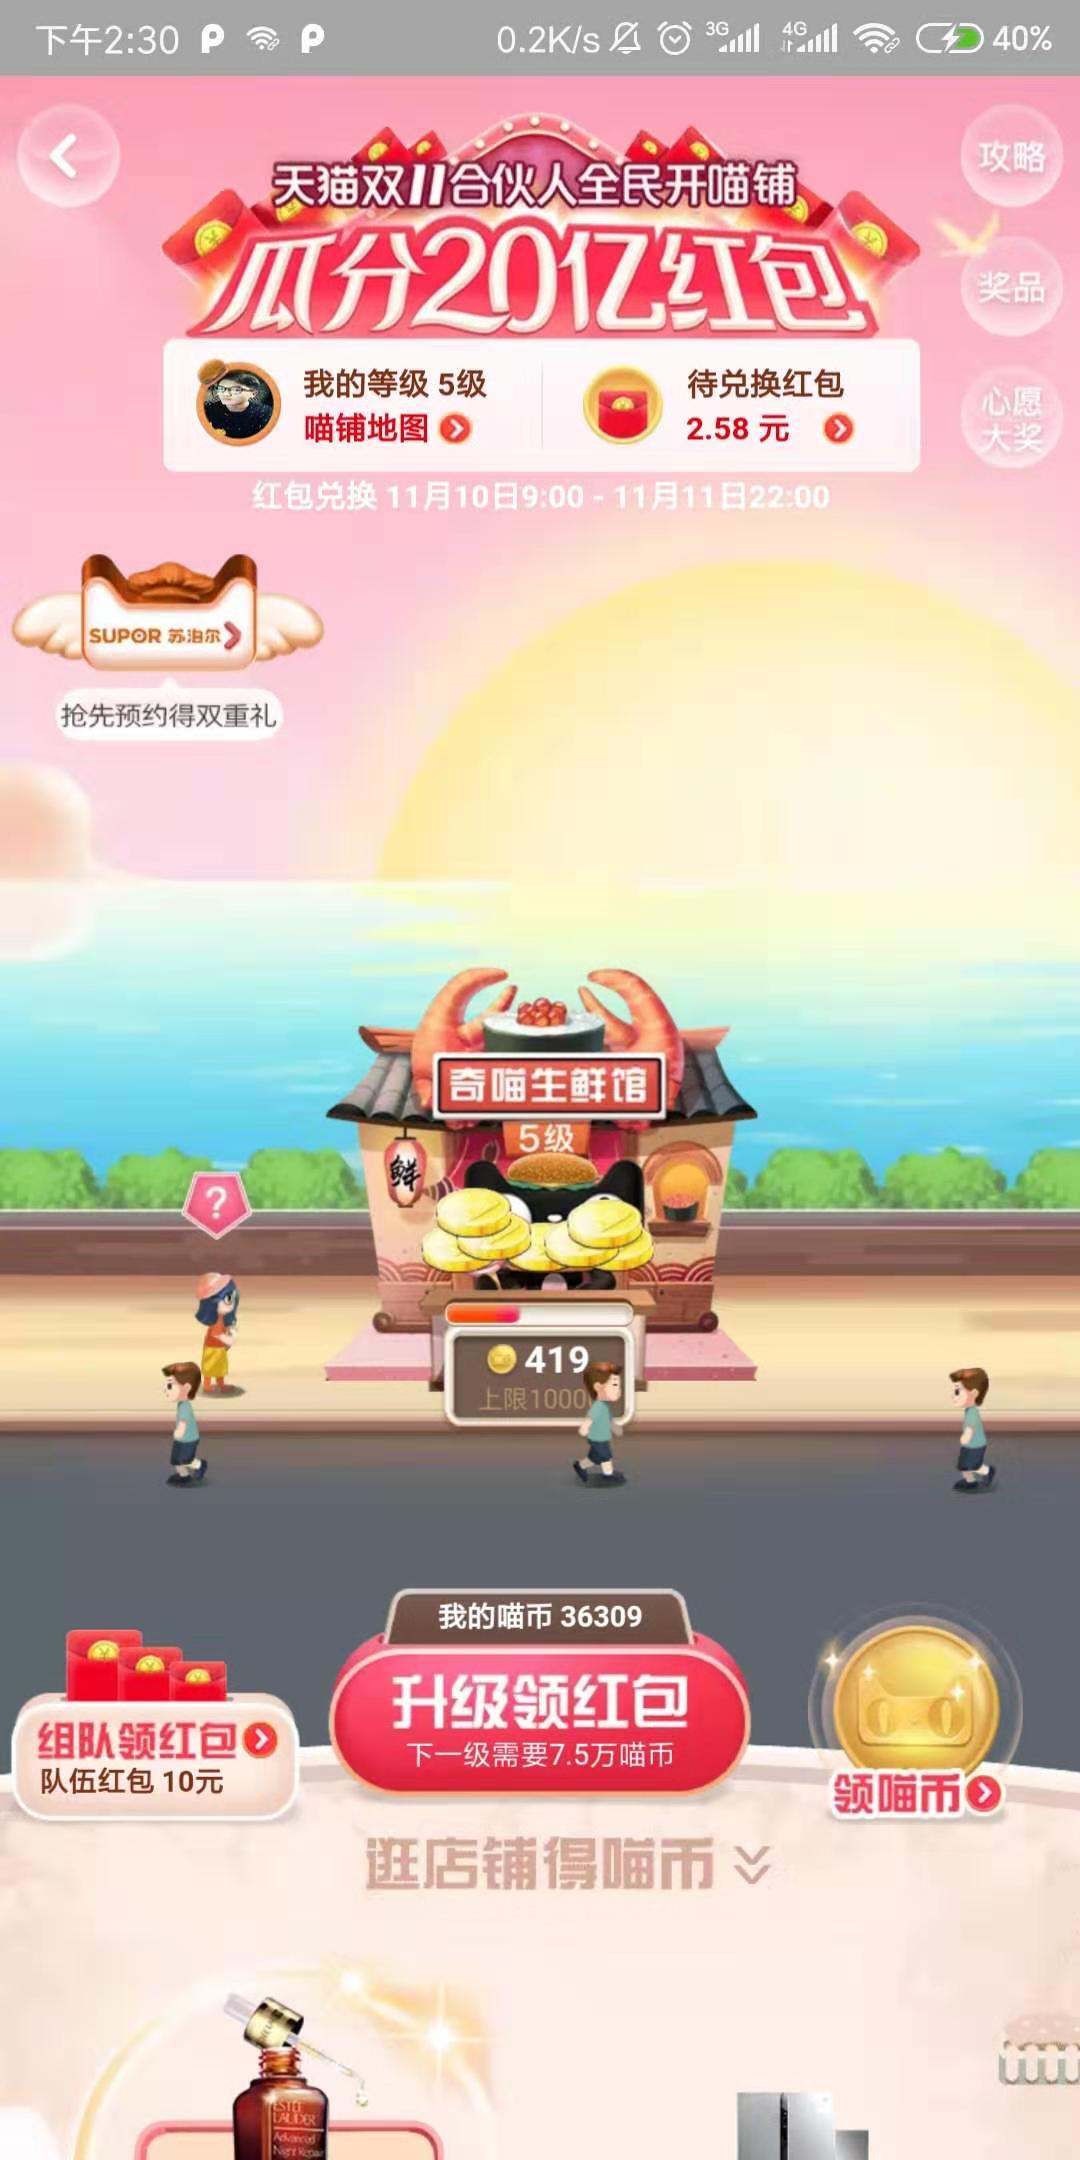 下午2:30
0.2K/s
3G
4G
40%
攻略
天猫双11合伙人全民开喵铺
瓜分20亿红包
奖品
我的等级 5级
喵铺地图
待兑换红包
2.58 元
心愿
大奖
红包兑换 11月10日9:00 - 11月11日22:00
SUPOR 苏泊尔
抢先预约得双重礼
奇喵生鲜馆
5级
鲜
?
419
上限1000
我的喵币 36309
升级领红包
下一级需要7.5万喵币
组队领红包
队伍红包 10元
领喵币
逛店铺得喵币
ESTEE
LAUDER
Advanced
Night Repair